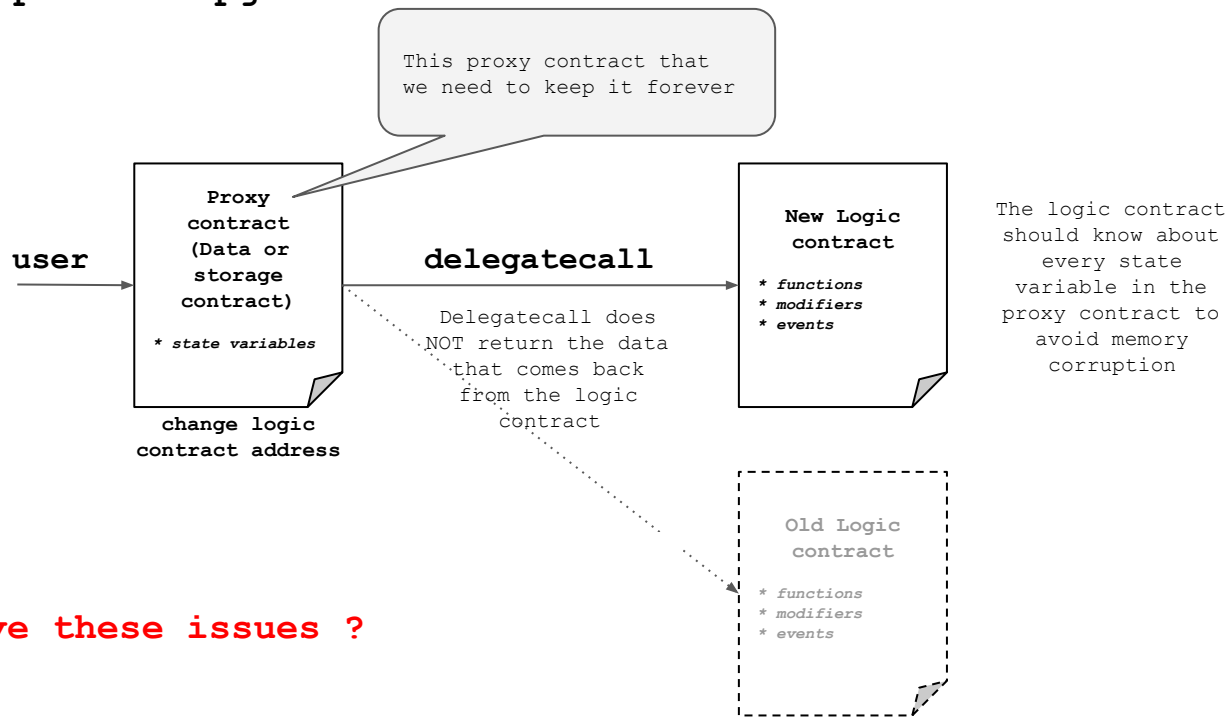 This proxy contract that
we need to keep it forever
Proxy
contract
(Data or
storage
contract)
* state variables
change logic
contract address
user
delegatecall
Delegatecall does
NOT return the data
that comes back
from the logic
contract
New Logic
contract
* functions
* modifiers
* events
The logic contract
should know about
every state
variable in the
proxy contract to
avoid memory
corruption
Old Logic
contract
* functions
* modifiers
* events
these issues ?